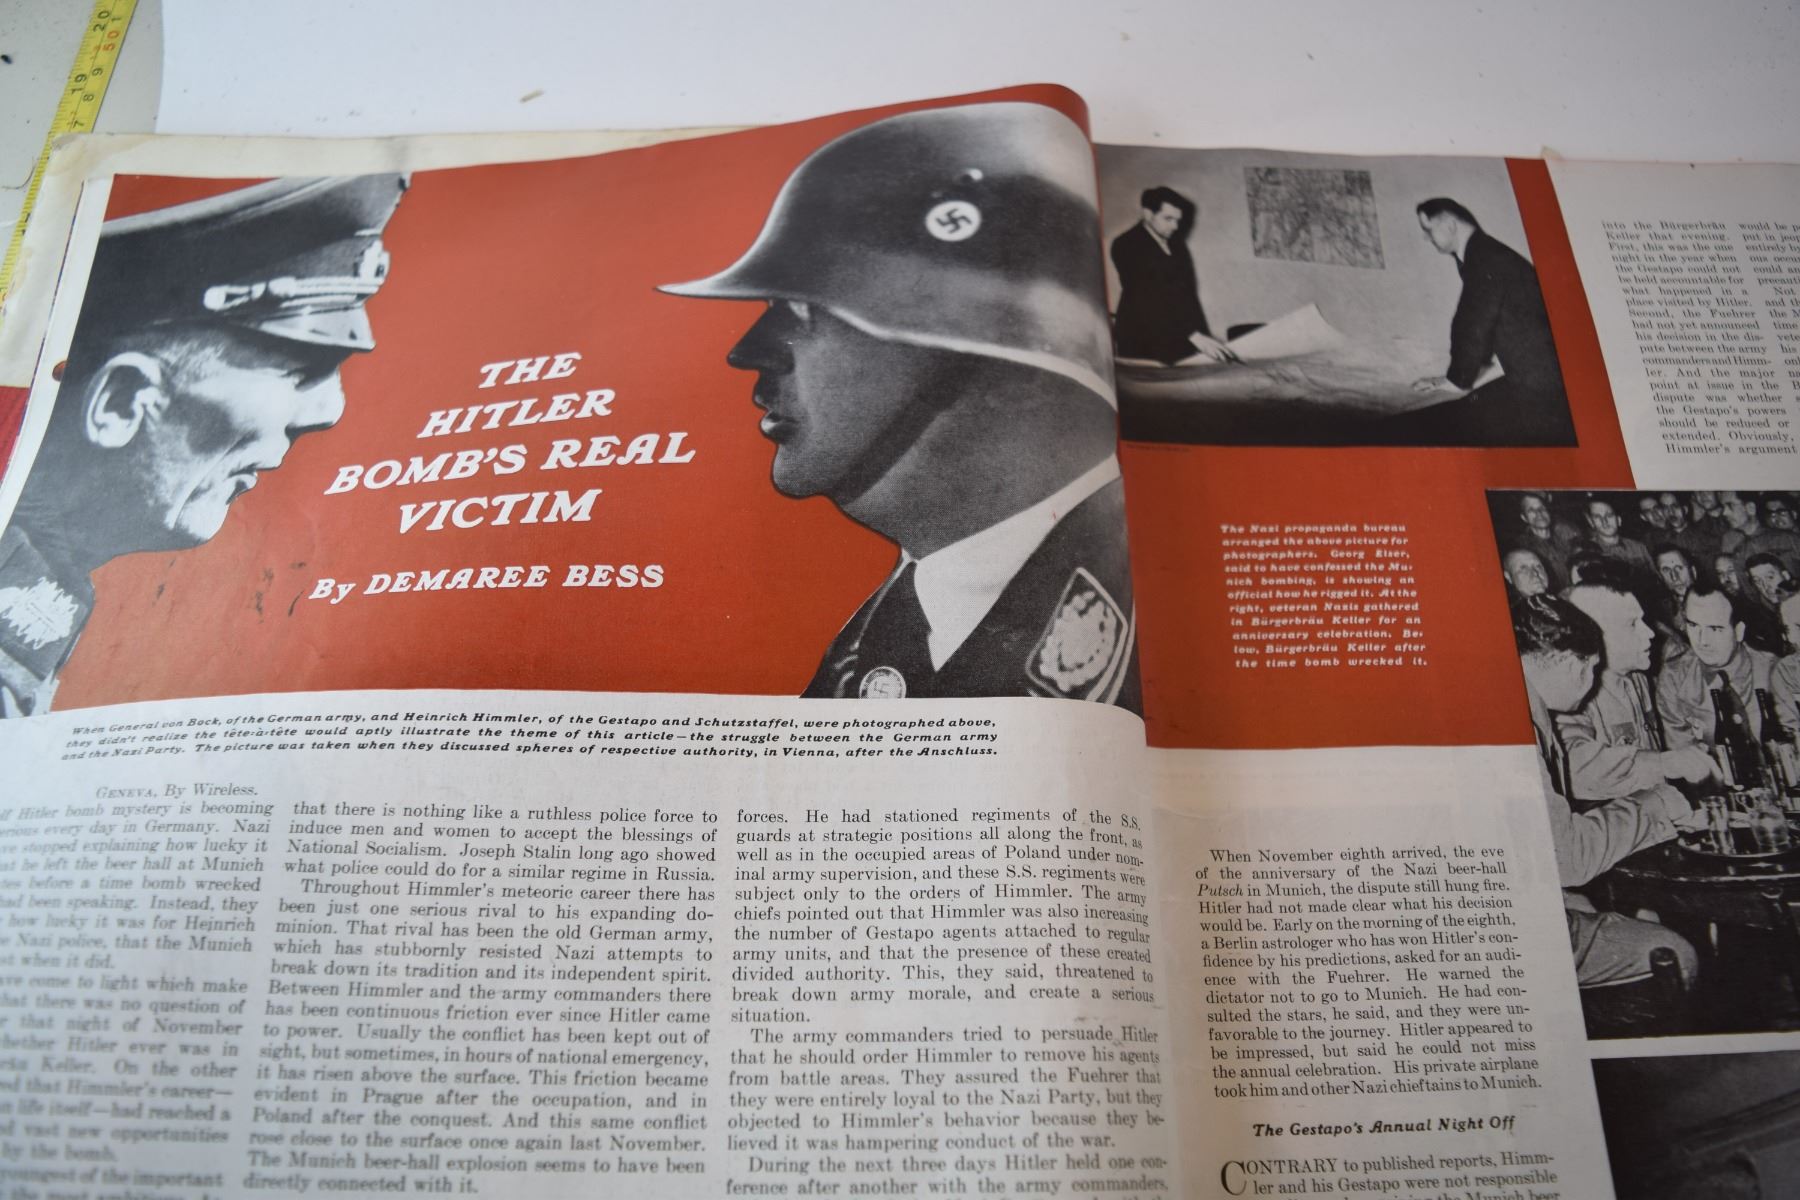 THE
HITLER
BOMB'S REAL
VICTIM
By DEMAREE BESS
When General von Bock, of the German army, and Heinrich Himmler, of the Gestapo and Schutzstaffel, were photographed above,
they didn't realize the tête-à-tête would aptly illustrate the theme of this article—the struggle between the German army
and the Nazi Party. The picture was taken when they discussed spheres of respective authority, in Vienna, after the Anschluss.
GENEVA, By Wireless.
Hitler bomb mystery is becoming
every day in Germany. Nazi
stopped explaining how lucky it
he left the beer hall at Munich
before a time bomb wrecked
had been speaking. Instead, they
how lucky it was for Heinrich
Nazi police, that the Munich
when it did.
come to light which make
that there was no question of
that night of November
whether Hitler ever was in
Keller. On the other
that Himmler's career—
life itself—had reached a
vast new opportunities
by the bomb.
youngest of the important
that there is nothing like a ruthless police force to
induce men and women to accept the blessings of
National Socialism. Joseph Stalin long ago showed
what police could do for a similar regime in Russia.
Throughout Himmler's meteoric career there has
been just one serious rival to his expanding do-
minion. That rival has been the old German army,
which has stubbornly resisted Nazi attempts to
break down its tradition and its independent spirit.
Between Himmler and the army commanders there
has been continuous friction ever since Hitler came
to power. Usually the conflict has been kept out of
sight, but sometimes, in hours of national emergency,
it has risen above the surface. This friction became
evident in Prague after the occupation, and in
Poland after the conquest. And this same conflict
rose close to the surface once again last November.
The Munich beer-hall explosion seems to have been
directly connected with it.
forces. He had stationed regiments of the S.S.
guards at strategic positions all along the front, as
well as in the occupied areas of Poland under nom-
inal army supervision, and these S.S. regiments were
subject only to the orders of Himmler. The army
chiefs pointed out that Himmler was also increasing
the number of Gestapo agents attached to regular
army units, and that the presence of these created
divided authority. This, they said, threatened to
break down army morale, and create a serious
situation.
The army commanders tried to persuade Hitler
that he should order Himmler to remove his agents
from battle areas. They assured the Fuehrer that
they were entirely loyal to the Nazi Party, but they
objected to Himmler's behavior because they be-
lieved it was hampering conduct of the war.
During the next three days Hitler held one con-
ference after another with the army commanders,
The Nazi propaganda bureau
arranged the above picture for
photographers. Georg Elser,
said to have confessed the Mu-
nich bombing, is showing an
official how he rigged it. At the
right, veteran Nazis gathered
in Bürgerbräu Keller for an
anniversary celebration. Be-
low, Bürgerbräu Keller after
the time bomb wrecked it.
When November eighth arrived, the eve
of the anniversary of the Nazi beer-hall
Putsch in Munich, the dispute still hung fire.
Hitler had not made clear what his decision
would be. Early on the morning of the eighth,
a Berlin astrologer who has won Hitler's con-
fidence by his predictions, asked for an audi-
ence with the Fuehrer. He warned the
dictator not to go to Munich. He had con-
sulted the stars, he said, and they were un-
favorable to the journey. Hitler appeared to
be impressed, but said he could not miss
the annual celebration. His private airplane
took him and other Nazi chieftains to Munich.
The Gestapo's Annual Night Off
CONTRARY to published reports, Himm-
ler and his Gestapo were not responsible
into the Bürgerbräu
Keller that evening.
First, this was the one
night in the year when
the Gestapo could not
be held accountable for
what happened in a
place visited by Hitler.
Second, the Fuehrer
had not yet announced
his decision in the dis-
pute between the army
commanders and Himm-
ler. And the major
point at issue in the
dispute was whether
the Gestapo's powers
should be reduced or
extended. Obviously,
Himmler's argument
would be
put in
entirely
ous
could
Not
and
the
time
his
19 20
7 8 9 50 1